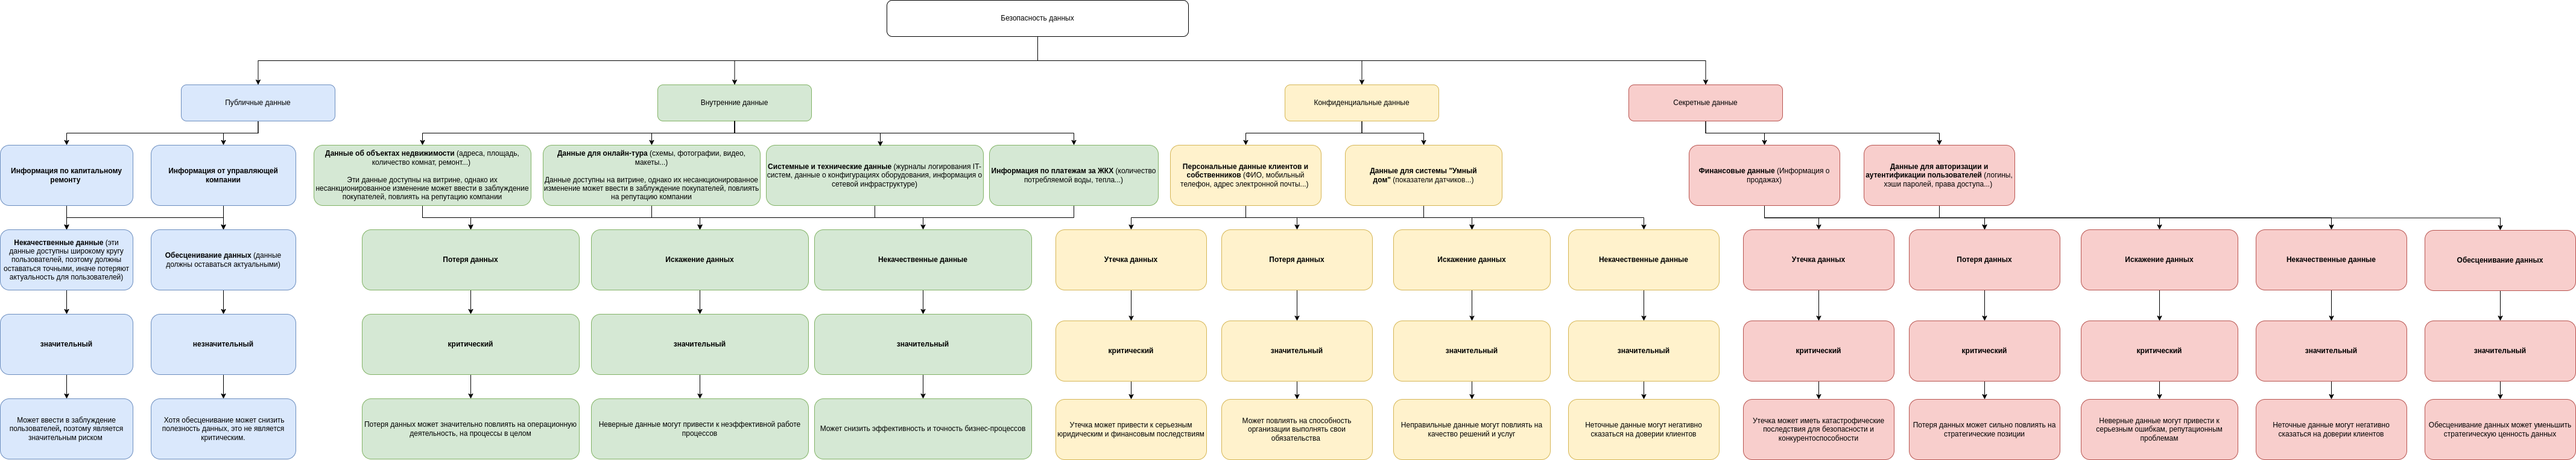 Безопасность данных
Публичные данные
Внутренние данные
Конфиденциальные данные
Секретные данные
Информация по капитальному
ремонту
Информация от управляющей
компании
Данные об объектах недвижимости (адреса, площадь,
количество комнат, ремонт...)
Эти данные доступны на витрине, однако их
несанкционированное изменение может ввести в заблуждение
покупателей, повлиять на репутацию компании
Данные для онлайн-тура (схемы, фотографии, видео,
макеты...)
Данные доступны на витрине, однако их несанкционированное
изменение может ввести в заблуждение покупателей, повлиять
на репутацию компании
Системные и технические данные (журналы логирования IT-
систем, данные о конфигурациях оборудования, информация о
сетевой инфраструктуре)
Информация по платежам за ЖКХ (количество
потребляемой воды, тепла...)
Персональные данные клиентов и
собственников (ФИО, мобильный
телефон, адрес электронной почты...)
Данные для системы "Умный
дом" (показатели датчиков...)
Финансовые данные (Информация о
продажах)
Данные для авторизации и
аутентификации пользователей (логины,
хэши паролей, права доступа...)
Некачественные данные (эти
данные доступны широкому кругу
пользователей, поэтому должны
оставаться точными, иначе потеряют
актуальность для пользователей)
Обесценивание данных (данные
должны оставаться актуальными)
Потеря данных
Искажение данных
Некачественные данные
Утечка данных
Потеря данных
Искажение данных
Некачественные данные
Утечка данных
Потеря данных
Искажение данных
Некачественные данные
Обесценивание данных
значительный
незначительный
критический
значительный
значительный
критический
значительный
значительный
значительный
критический
критический
критический
значительный
значительный
Может ввести в заблуждение
пользователей, поэтому является
значительным риском
Хотя обесценивание может снизить
полезность данных, это не является
критическим.
Потеря данных может значительно повлиять на операционную
деятельность, на процессы в целом
Неверные данные могут привести к неэффективной работе
процессов
Может снизить эффективность и точность бизнес-процессов
Утечка может привести к серьезным
юридическим и финансовым последствиям
Может повлиять на способность
организации выполнять свои
обязательства
Неправильные данные могут повлиять на
качество решений и услуг
Неточные данные могут негативно
сказаться на доверии клиентов
Утечка может иметь катастрофические
последствия для безопасности и
конкурентоспособности
Потеря данных может сильно повлиять на
стратегические позиции
Неверные данные могут привести к
серьезным ошибкам, репутационным
проблемам
Неточные данные могут негативно
сказаться на доверии клиентов
Обесценивание данных может уменьшить
стратегическую ценность данных